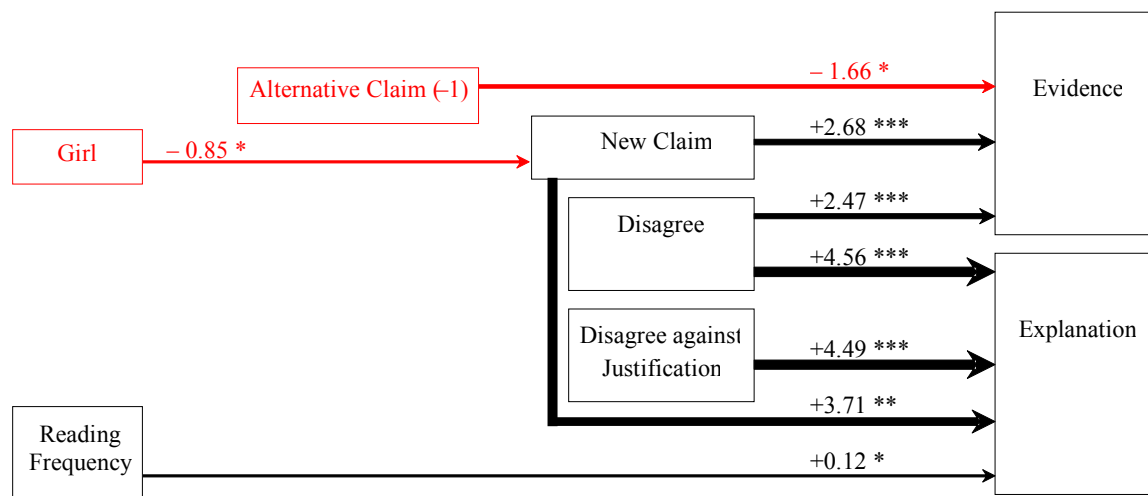 – 1.66 *
Evidence
Alternative Claim (–1)
+2.68 ***
New Claim
Girl
– 0.85 *
+2.47 ***
Disagree
+4.56 ***
Explanation
Disagree against
Justification
+4.49 ***
+3.71 **
Reading
Frequency
+0.12 *